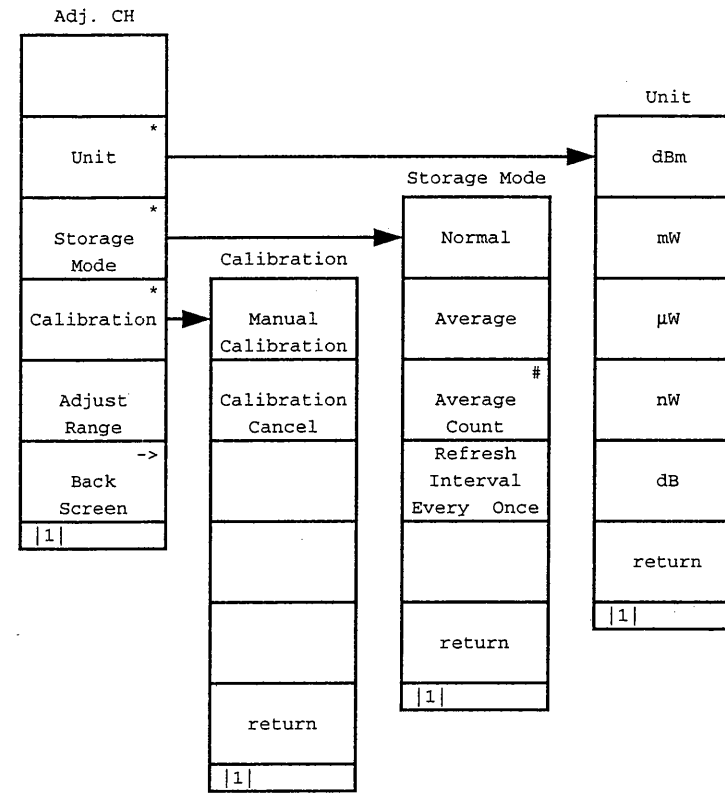 Adj. CH
*
Unit
*
Storage
Mode
*
Calibration
Adjust
Range
->
Back
Screen
|1|
Calibration
Manual
Calibration
Calibration
Cancel
return
|1|
Storage Mode
Normal
Average
#
Average
Count
Refresh
Interval
Every Once
return
|1|
Unit
dBm
mW
µW
nW
dB
return
|1|